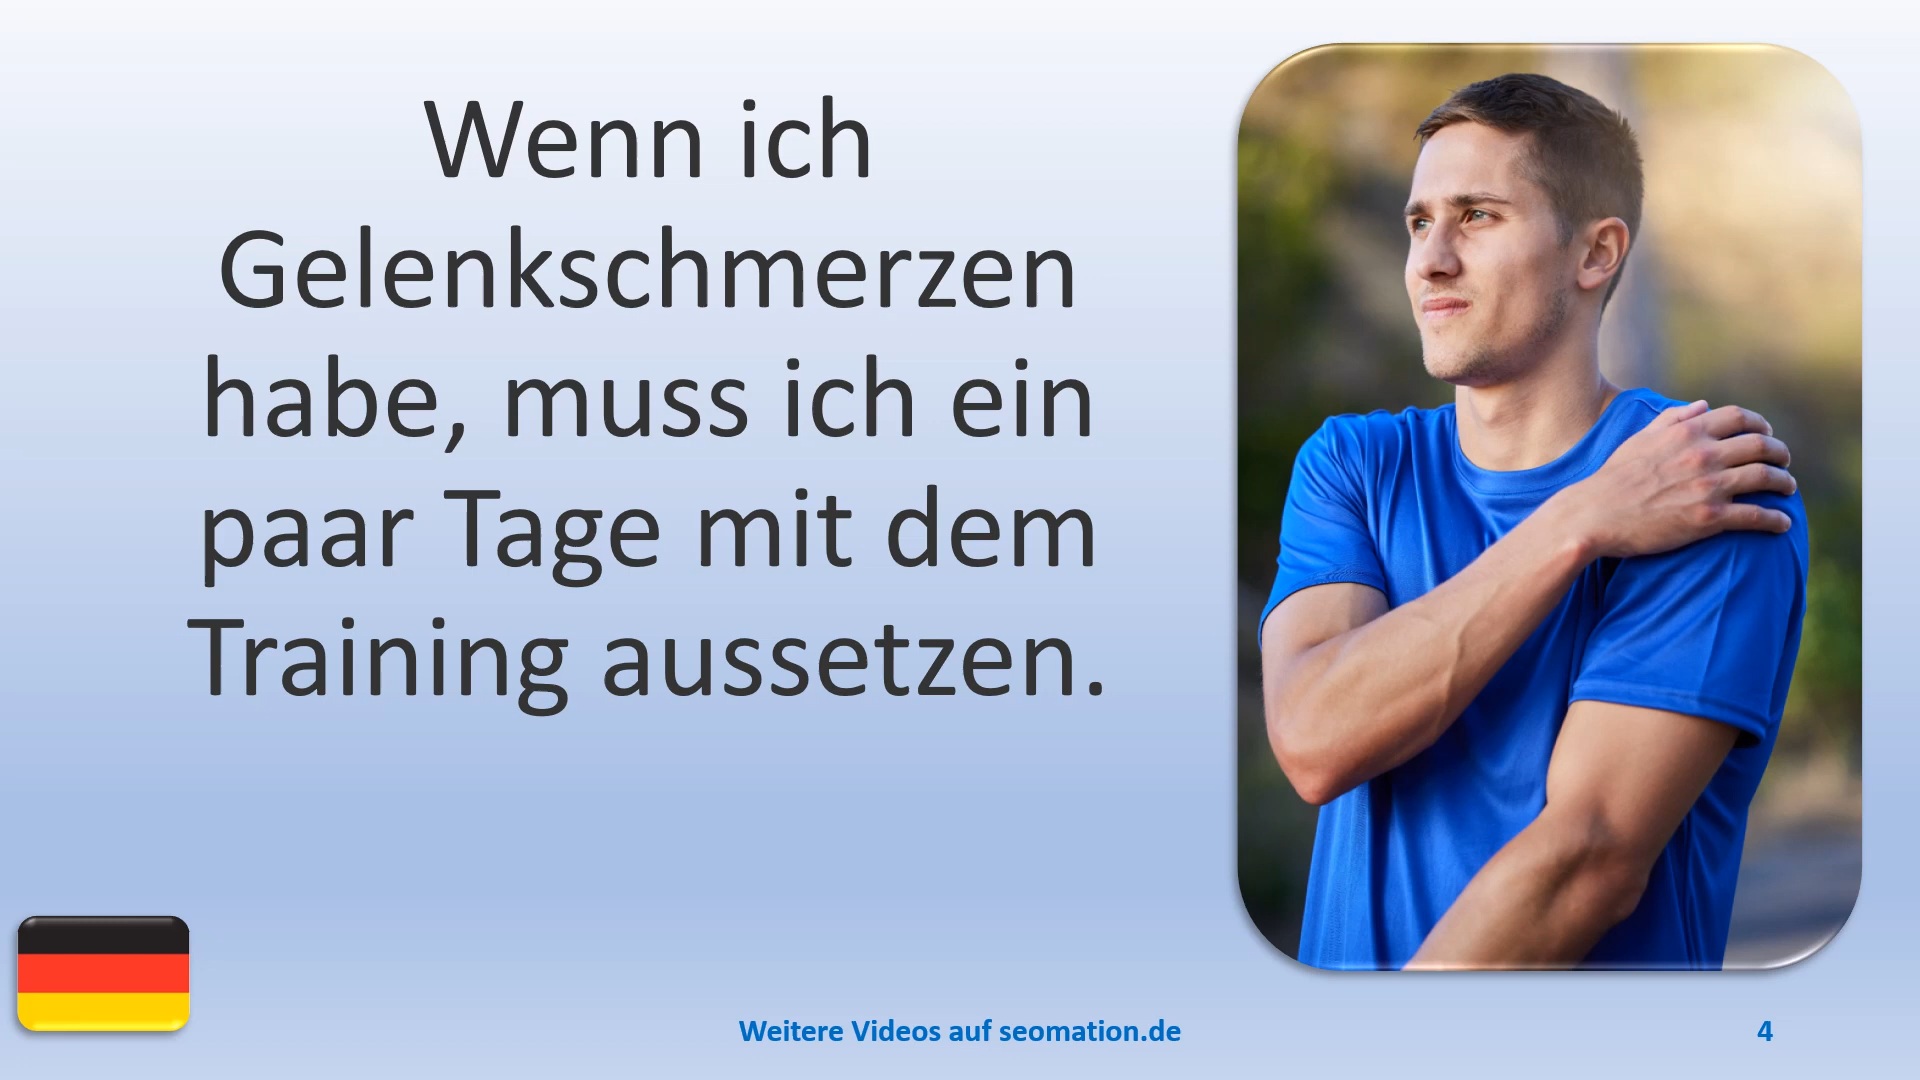 Wenn ich
Gelenkschmerzen
habe, muss ich ein
paar Tage mit dem
Training aussetzen.
Weitere Videos auf seomation.de
4